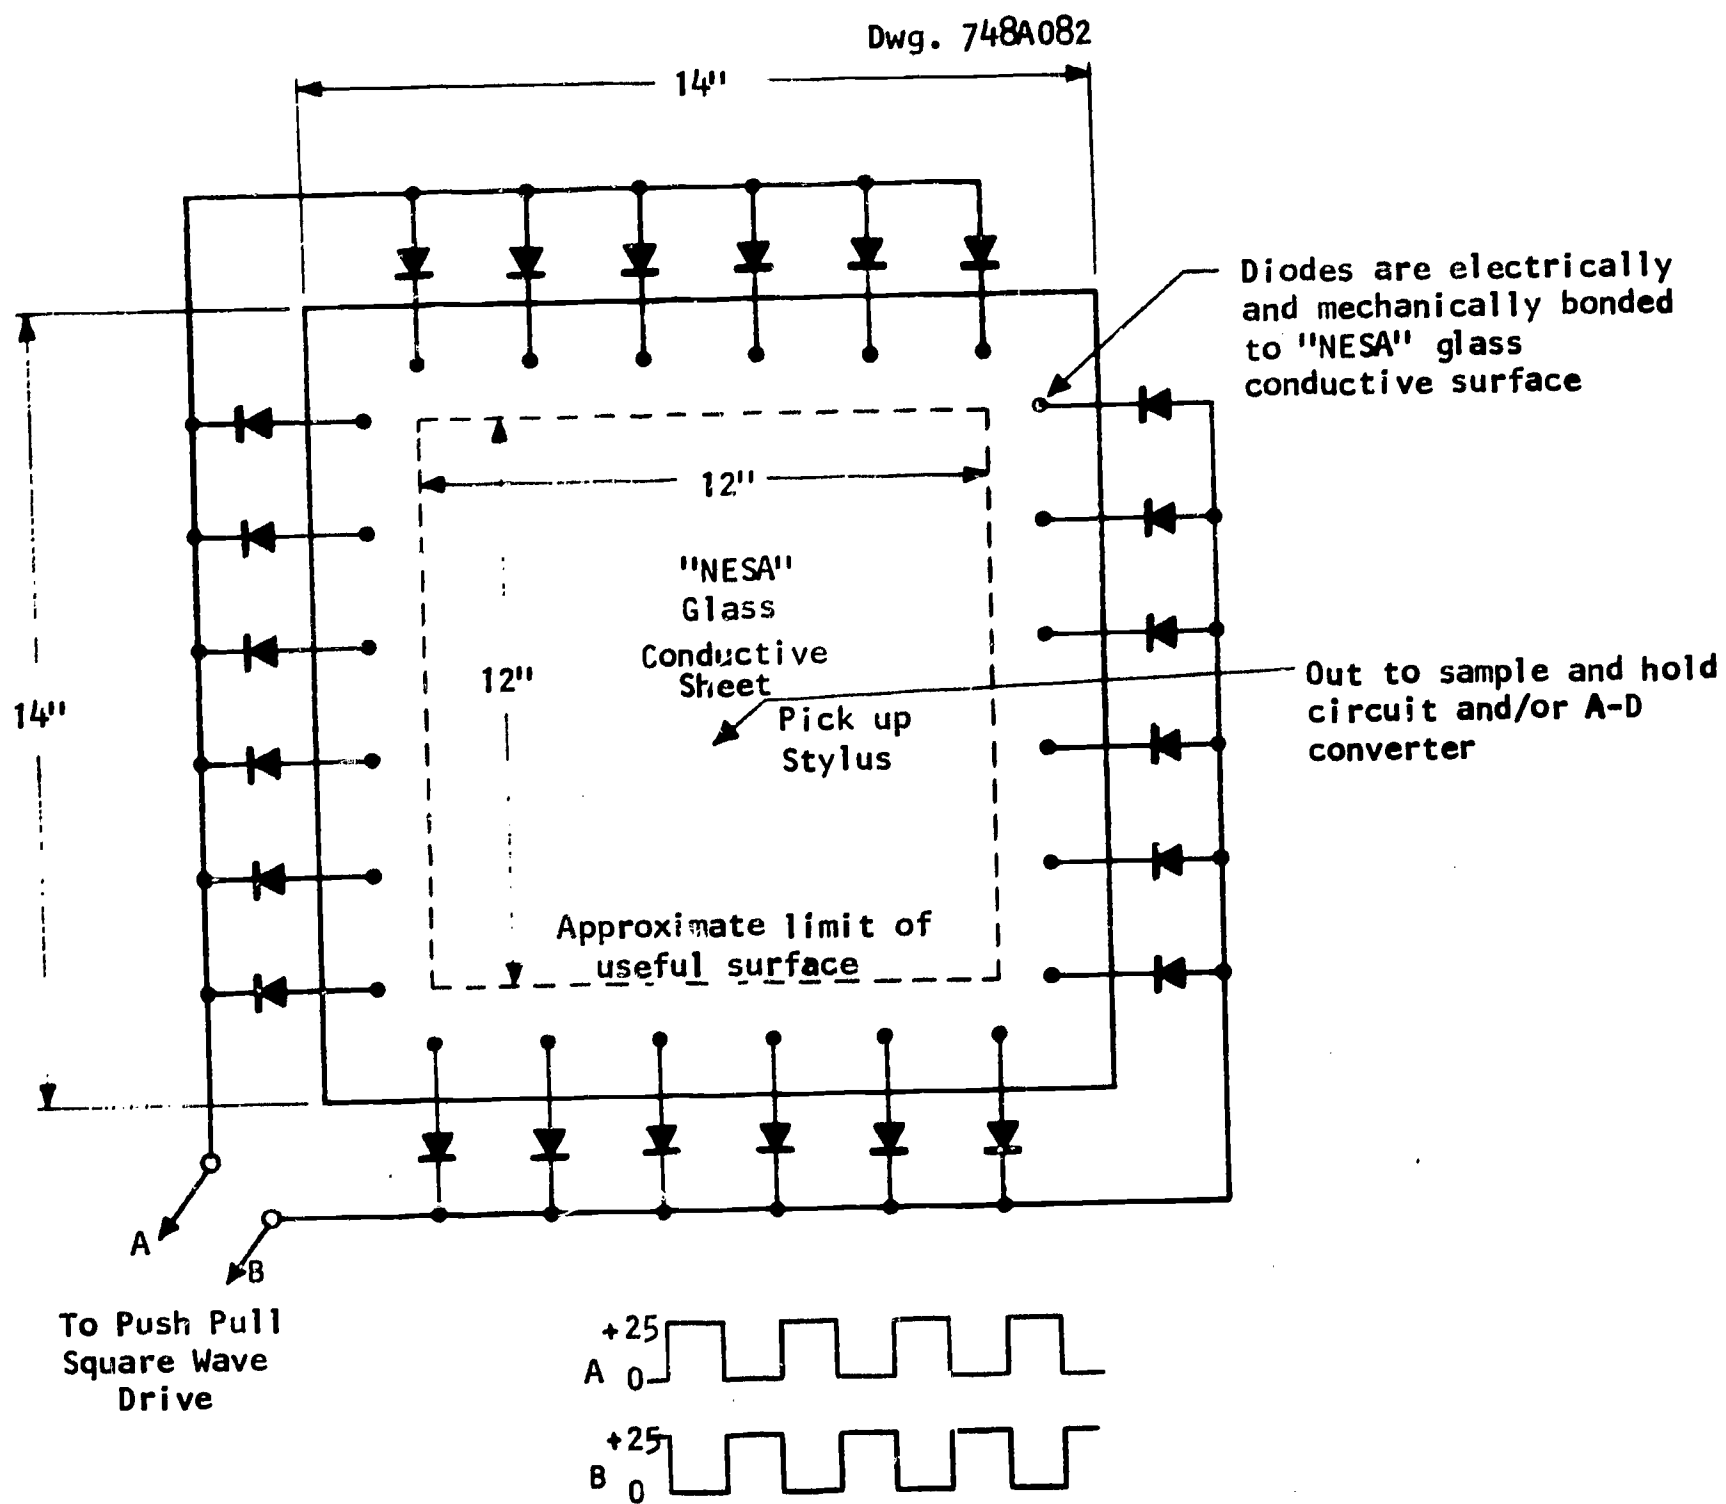 Dwg. 748A082
14"
Diodes are electrically
and mechanically bonded
to "NESA" glass
conductive surface
12"
"NESA"
Glass
Conductive
Sheet
12"
14"
Out to sample and hold
circuit and/or A-D
converter
Pick up
Stylus
Approximate limit of
useful surface
A
B
To Push Pull
Square Wave
Drive
+25
A 0
+25
B 0